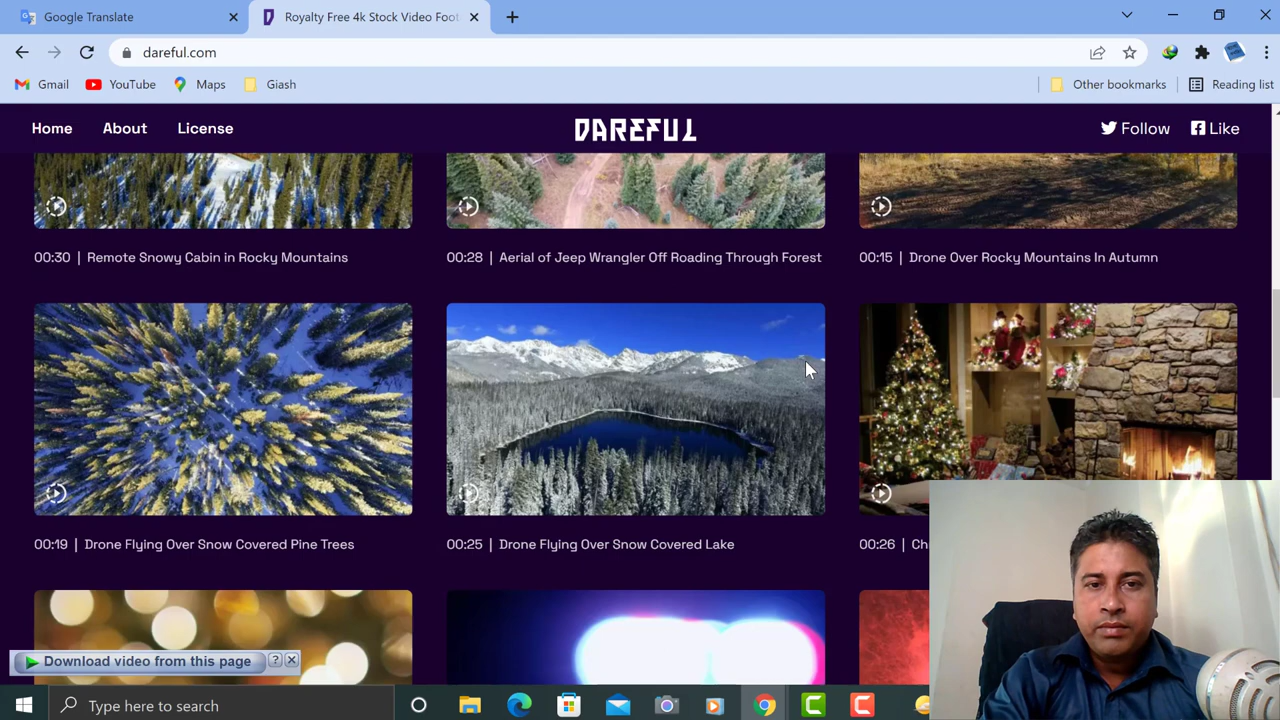 Google Translate
Royalty Free 4k Stock Video Foot
dareful.com
Gmail
YouTube
Maps
Giash
Other bookmarks
Reading list
Home
About
License
DAREFUL
Follow
Like
00:30 | Remote Snowy Cabin in Rocky Mountains
00:28 | Aerial of Jeep Wrangler Off Roading Through Forest
00:15 | Drone Over Rocky Mountains In Autumn
00:19 | Drone Flying Over Snow Covered Pine Trees
00:25 | Drone Flying Over Snow Covered Lake
00:26 | Ch
Download video from this page
?
Type here to search